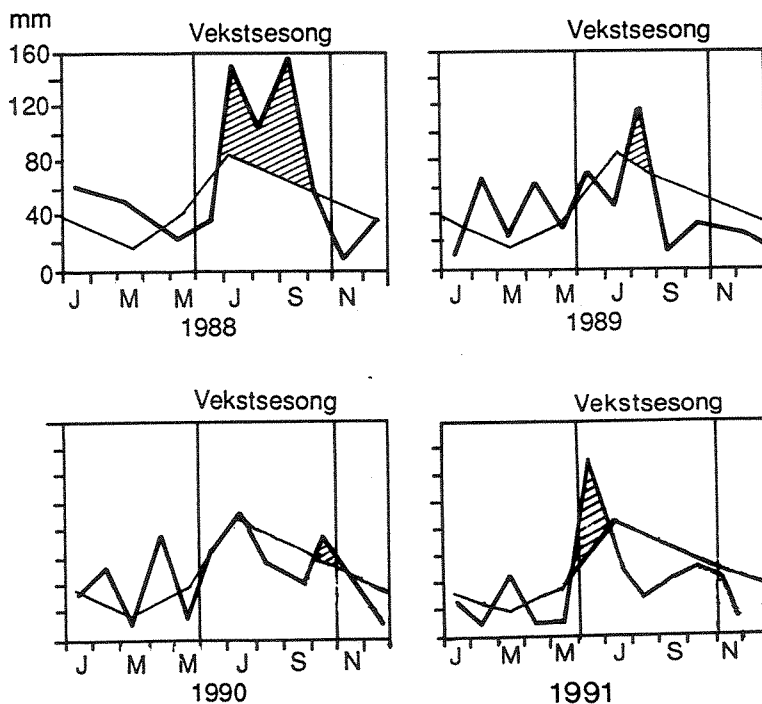 mm
Vekstsesong
160
120
80
40
0
J M M J S N
1988
Vekstsesong
J M M J S N
1989
Vekstsesong
J M M J S N
1990
Vekstsesong
J M M J S N
1991